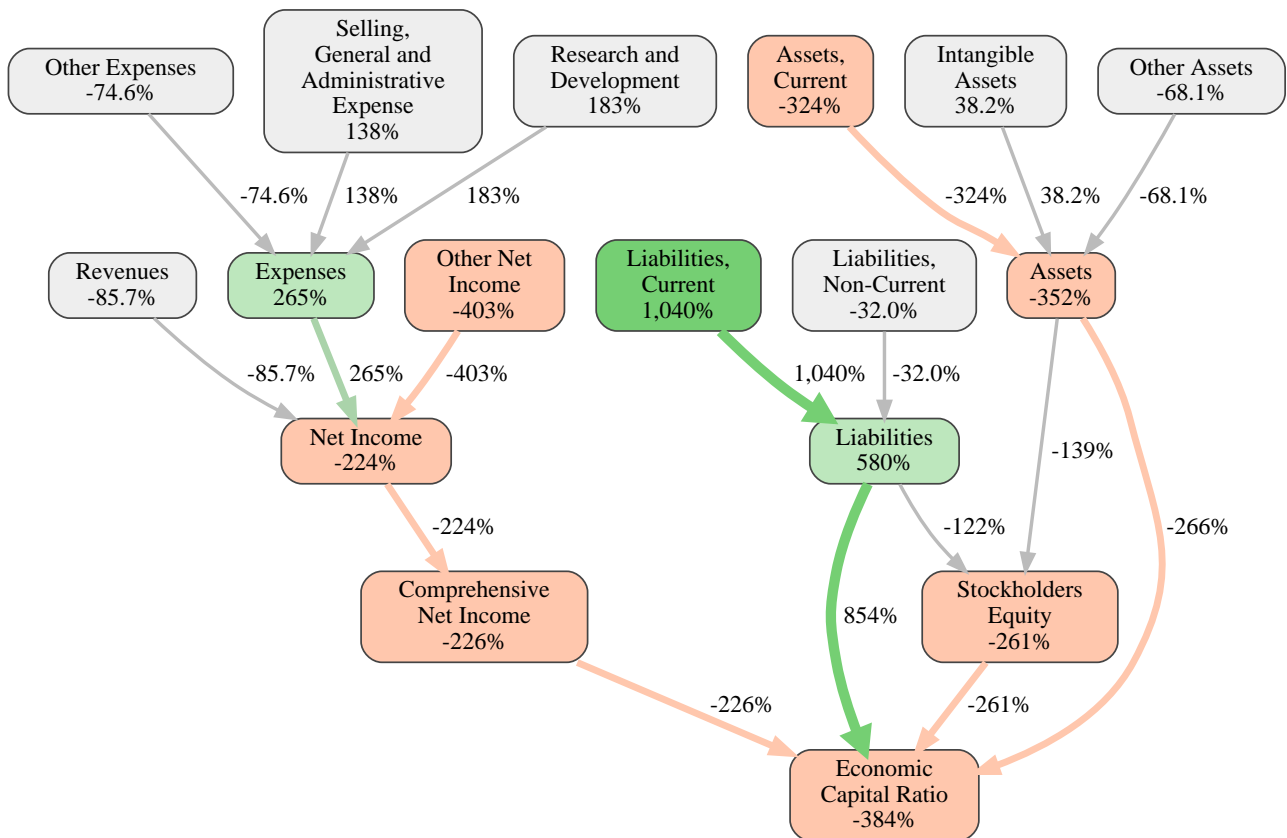 Other Expenses
-74.6%
Selling,
General and
Administrative
Expense
138%
Research and
Development
183%
Assets,
Current
-324%
Intangible
Assets
38.2%
Other Assets
-68.1%
-74.6%
138%
183%
-324%
38.2%
-68.1%
Revenues
-85.7%
Expenses
265%
Other Net
Income
-403%
Liabilities,
Current
1,040%
Liabilities,
Non-Current
-32.0%
Assets
-352%
-85.7%
265%
-403%
1,040%
-32.0%
Net Income
-224%
Liabilities
580%
-139%
-224%
-122%
-266%
Comprehensive
Net Income
-226%
854%
Stockholders
Equity
-261%
-226%
-261%
Economic
Capital Ratio
-384%